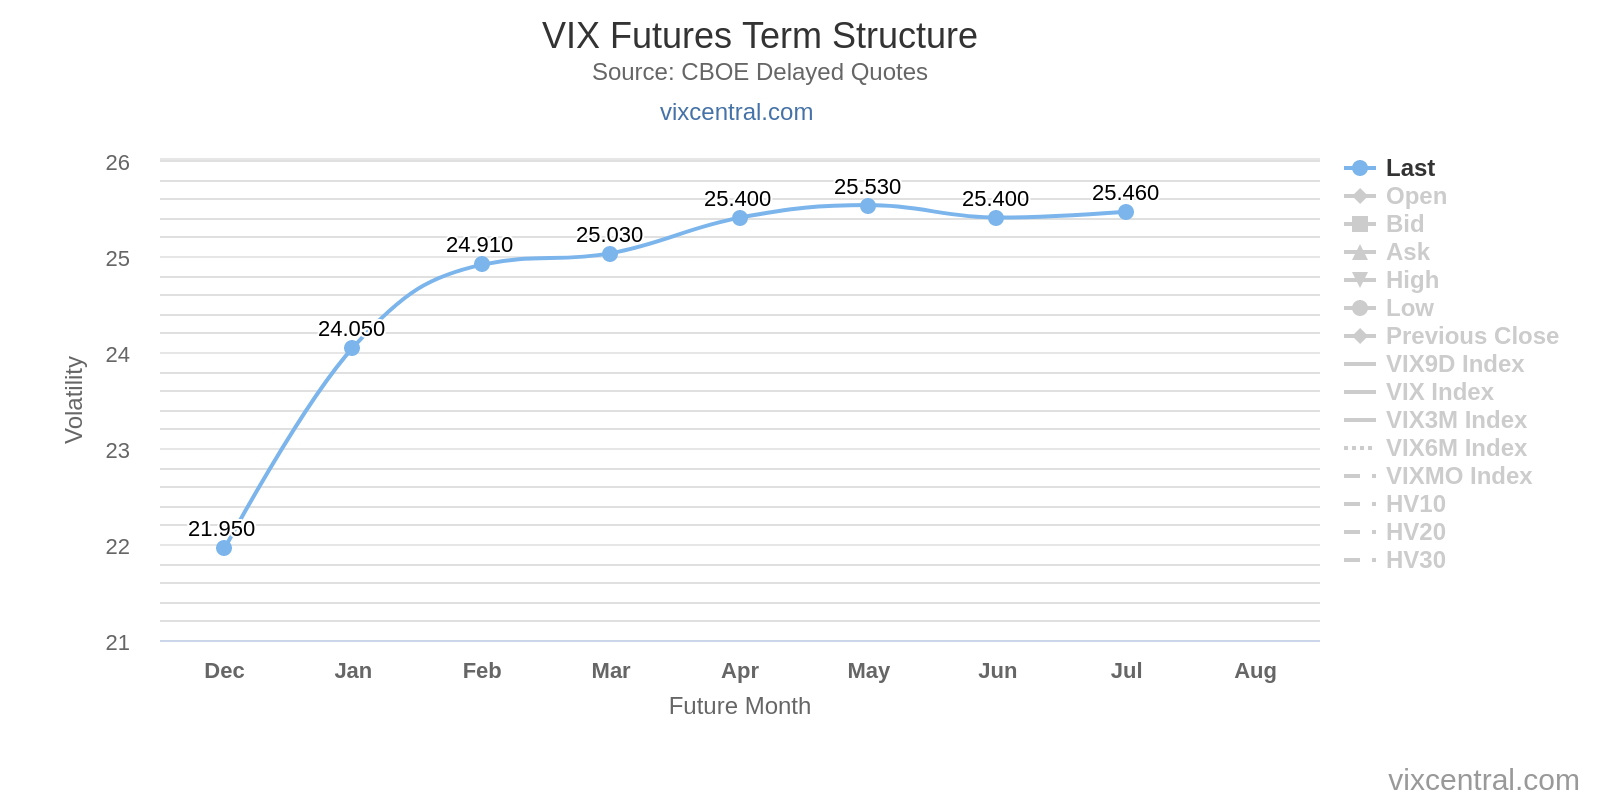 VIX Futures Term Structure
Source: CBOE Delayed Quotes
vixcentral.com
26
25
24
23
22
21
Volatility
21.950
24.050
24.910
25.030
25.400
25.530
25.400
25.460
Dec
Jan
Feb
Mar
Apr
May
Jun
Jul
Aug
Future Month
Last
Open
Bid
Ask
High
Low
Previous Close
VIX9D Index
VIX Index
VIX3M Index
VIX6M Index
VIXMO Index
HV10
HV20
HV30
vixcentral.com